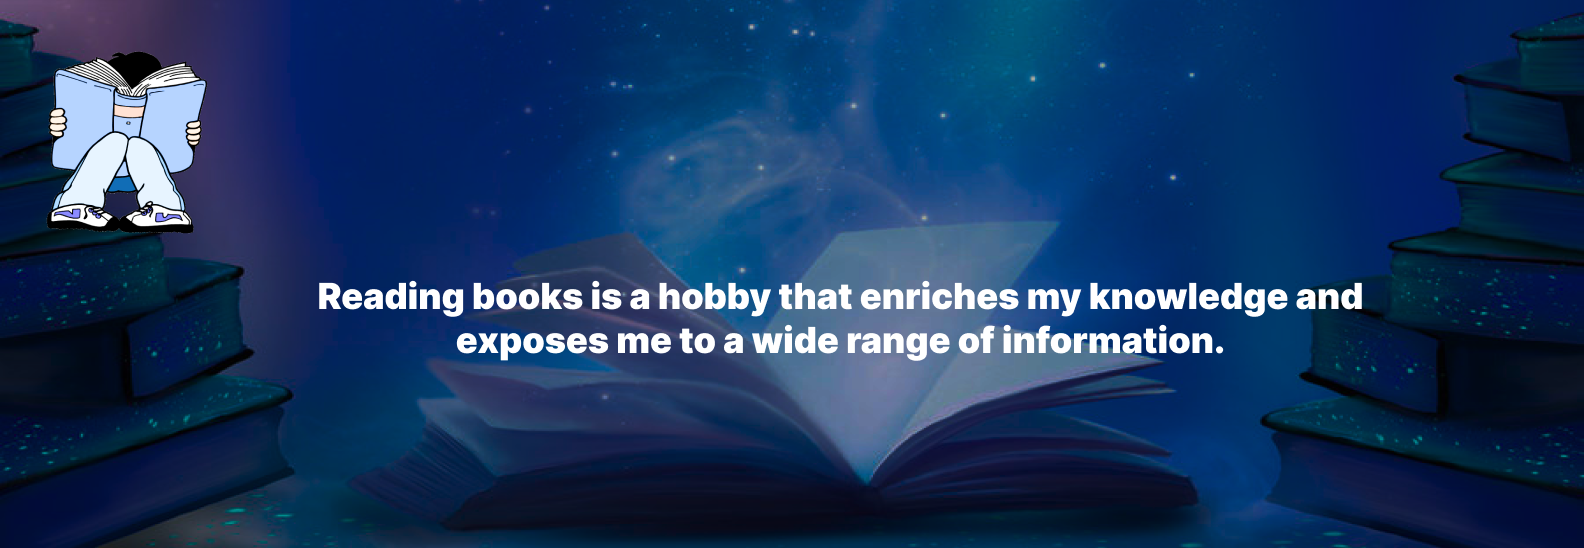 Reading books is a hobby that enriches my knowledge and
exposes me to a wide range of information.